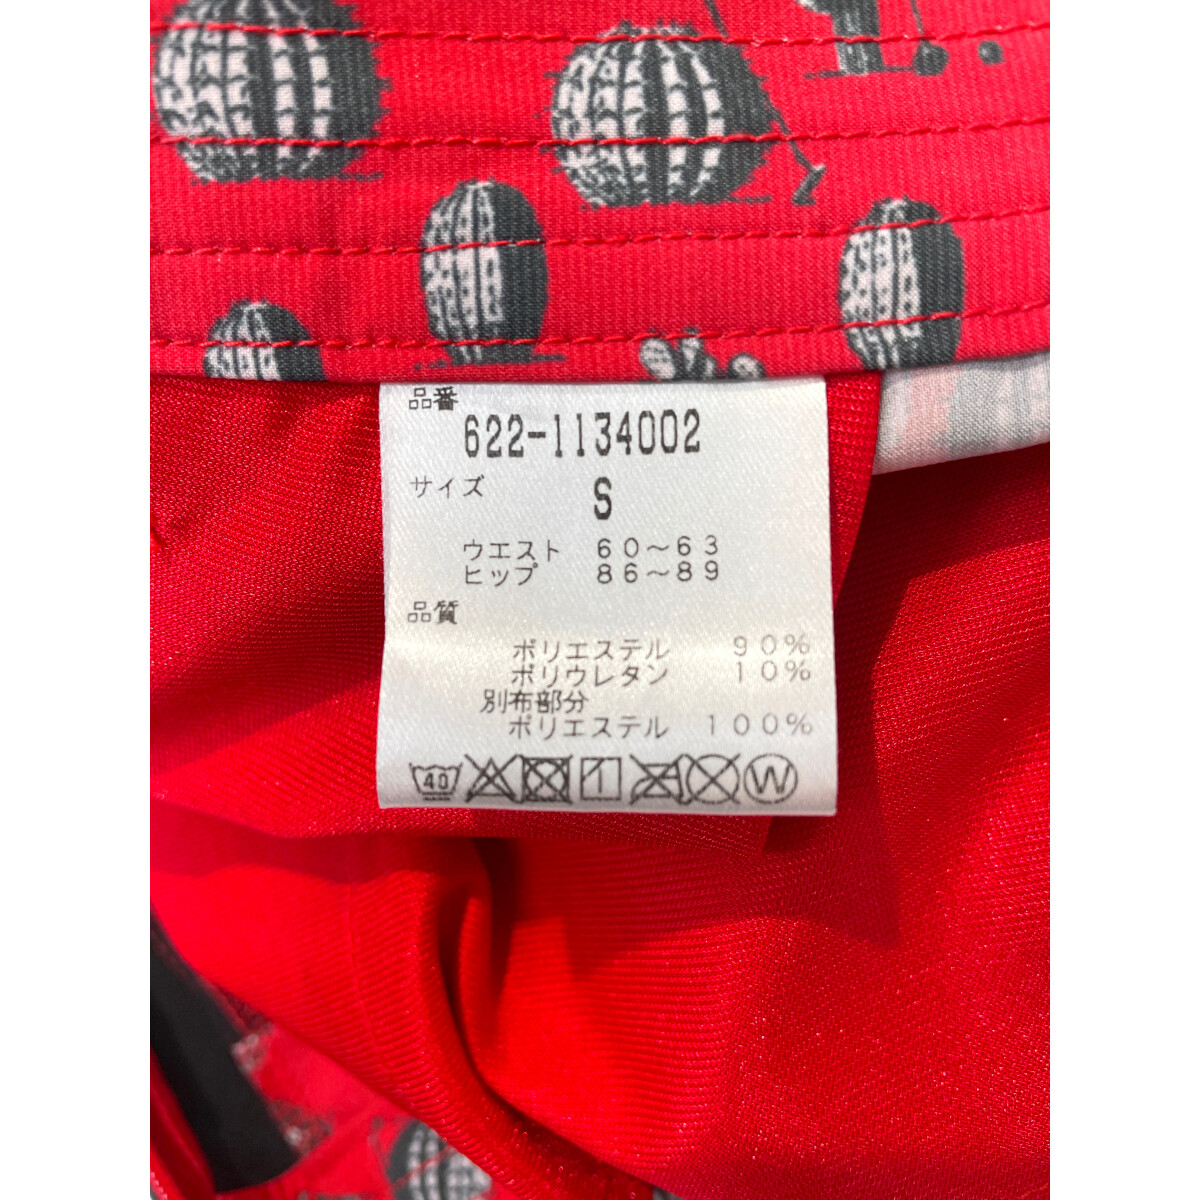 品番
622-1134002
サイズ S
ウエスト 60～63
ヒップ 86～89
品質
ポリエステル 90%
ポリウレタン 10%
別布部分
ポリエステル 100%
40 W